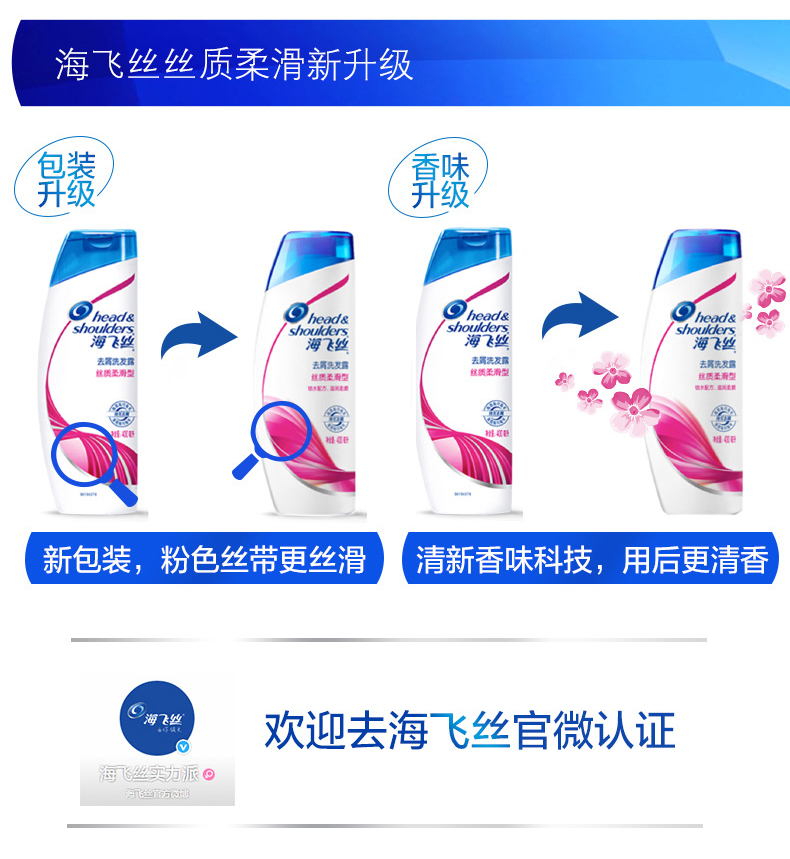 海飞丝丝质柔滑新升级
包装
升级
香味
升级
head&
shoulders
海飞丝
去屑洗发露
丝质柔滑型
head&
shoulders
海飞丝
去屑洗发露
丝质柔滑型
head&
shoulders
海飞丝
去屑洗发露
丝质柔滑型
head&
shoulders
海飞丝
去屑洗发露
丝质柔滑型
新包装，粉色丝带更丝滑
清新香味科技，用后更清香
海飞丝
海飞丝实力派
海飞丝官方微博
欢迎去海飞丝官微认证